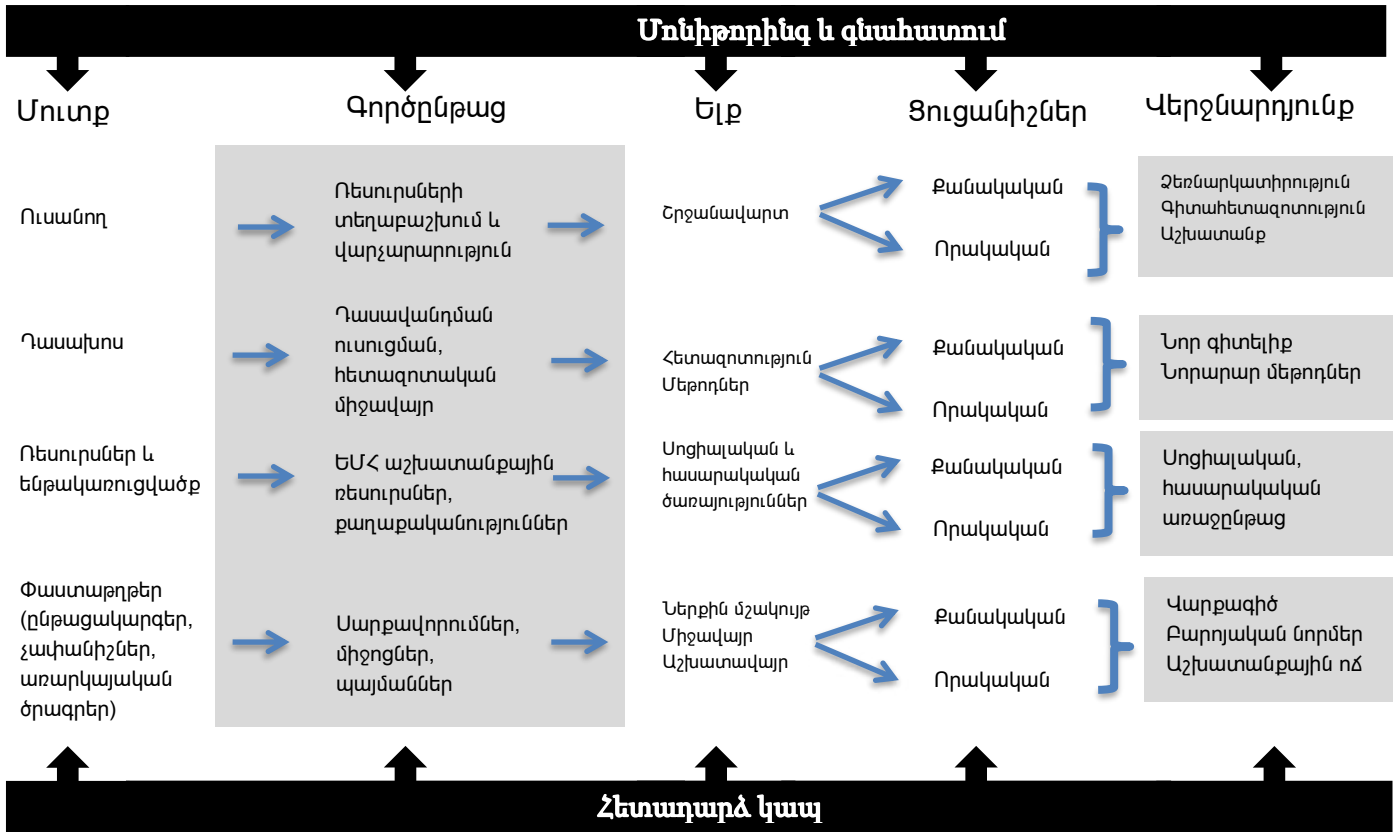 Մոնիթորինգ և գնահատում
Մուտք
Գործընթաց
Ելք
Ցուցանիշներ
Վերջնարդյունք
Ուսանող
Ռեսուրսների
տեղաբաշխում և
վարչարարություն
Շրջանավարտ
Քանակական
Որակական
Ձեռնարկատիրություն
Գիտահետազոտություն
Աշխատանք
Դասախոս
Դասավանդման
ուսուցման,
հետազոտական
միջավայր
Հետազոտություն
Մեթոդներ
Քանակական
Որակական
Նոր գիտելիք
Նորարար մեթոդներ
Ռեսուրսներ և
ենթակառուցվածք
ԵՄՀ աշխատանքային
ռեսուրսներ,
քաղաքականություններ
Սոցիալական և
հասարակական
ծառայություններ
Քանակական
Որակական
Սոցիալական,
հասարակական
առաջընթաց
Փաստաթղթեր
(ընթացակարգեր,
չափանիշներ,
առարկայական
ծրագրեր)
Սարքավորումներ,
միջոցներ,
պայմաններ
Ներքին մշակույթ
Միջավայր
Աշխատավայր
Քանակական
Որակական
Վարքագիծ
Բարոյական նորմեր
Աշխատանքային ոճ
Հետադարձ կապ